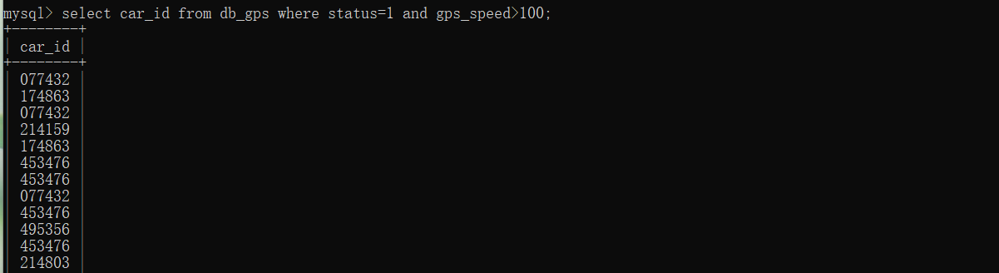 mysql> select car_id from db_gps where status=1 and gps_speed>100;
+--------+
| car_id |
+--------+
| 077432 |
| 174863 |
| 077432 |
| 214159 |
| 174863 |
| 453476 |
| 453476 |
| 077432 |
| 453476 |
| 495356 |
| 453476 |
| 214803 |